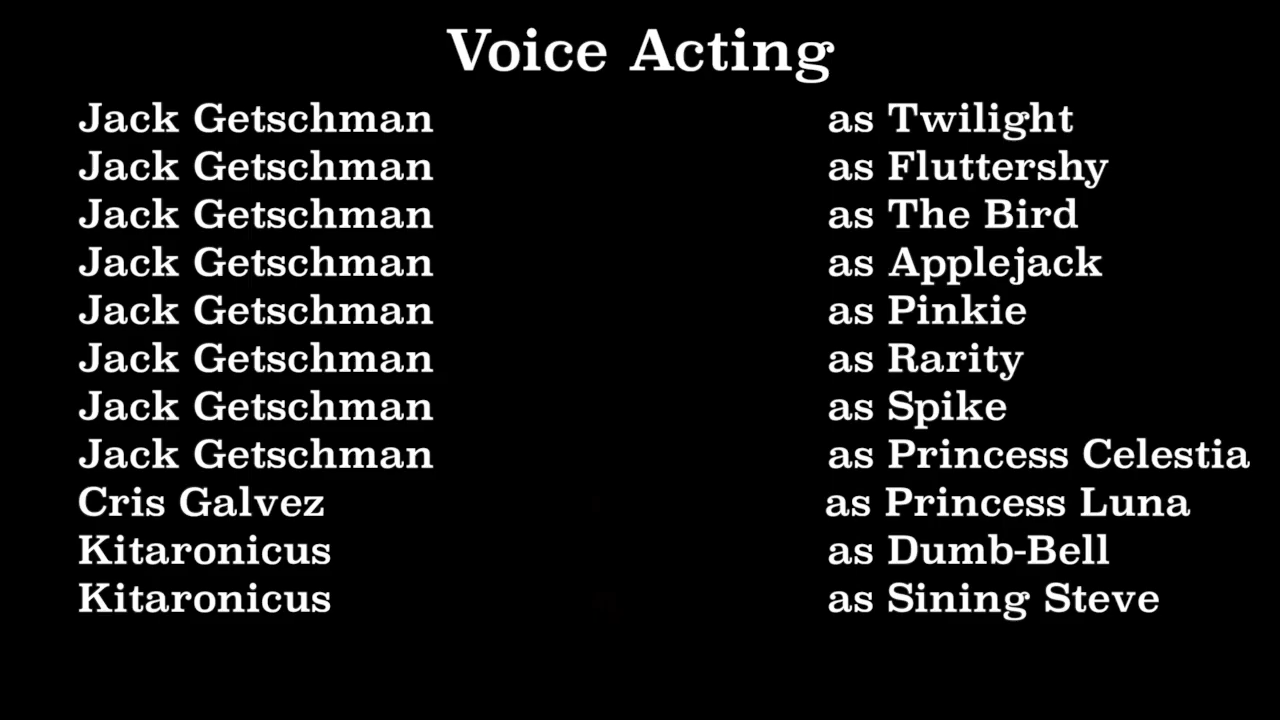 Voice Acting
Jack Getschman as Twilight
Jack Getschman as Fluttershy
Jack Getschman as The Bird
Jack Getschman as Applejack
Jack Getschman as Pinkie
Jack Getschman as Rarity
Jack Getschman as Spike
Jack Getschman as Princess Celestia
Cris Galvez as Princess Luna
Kitaronicus as Dumb-Bell
Kitaronicus as Sining Steve